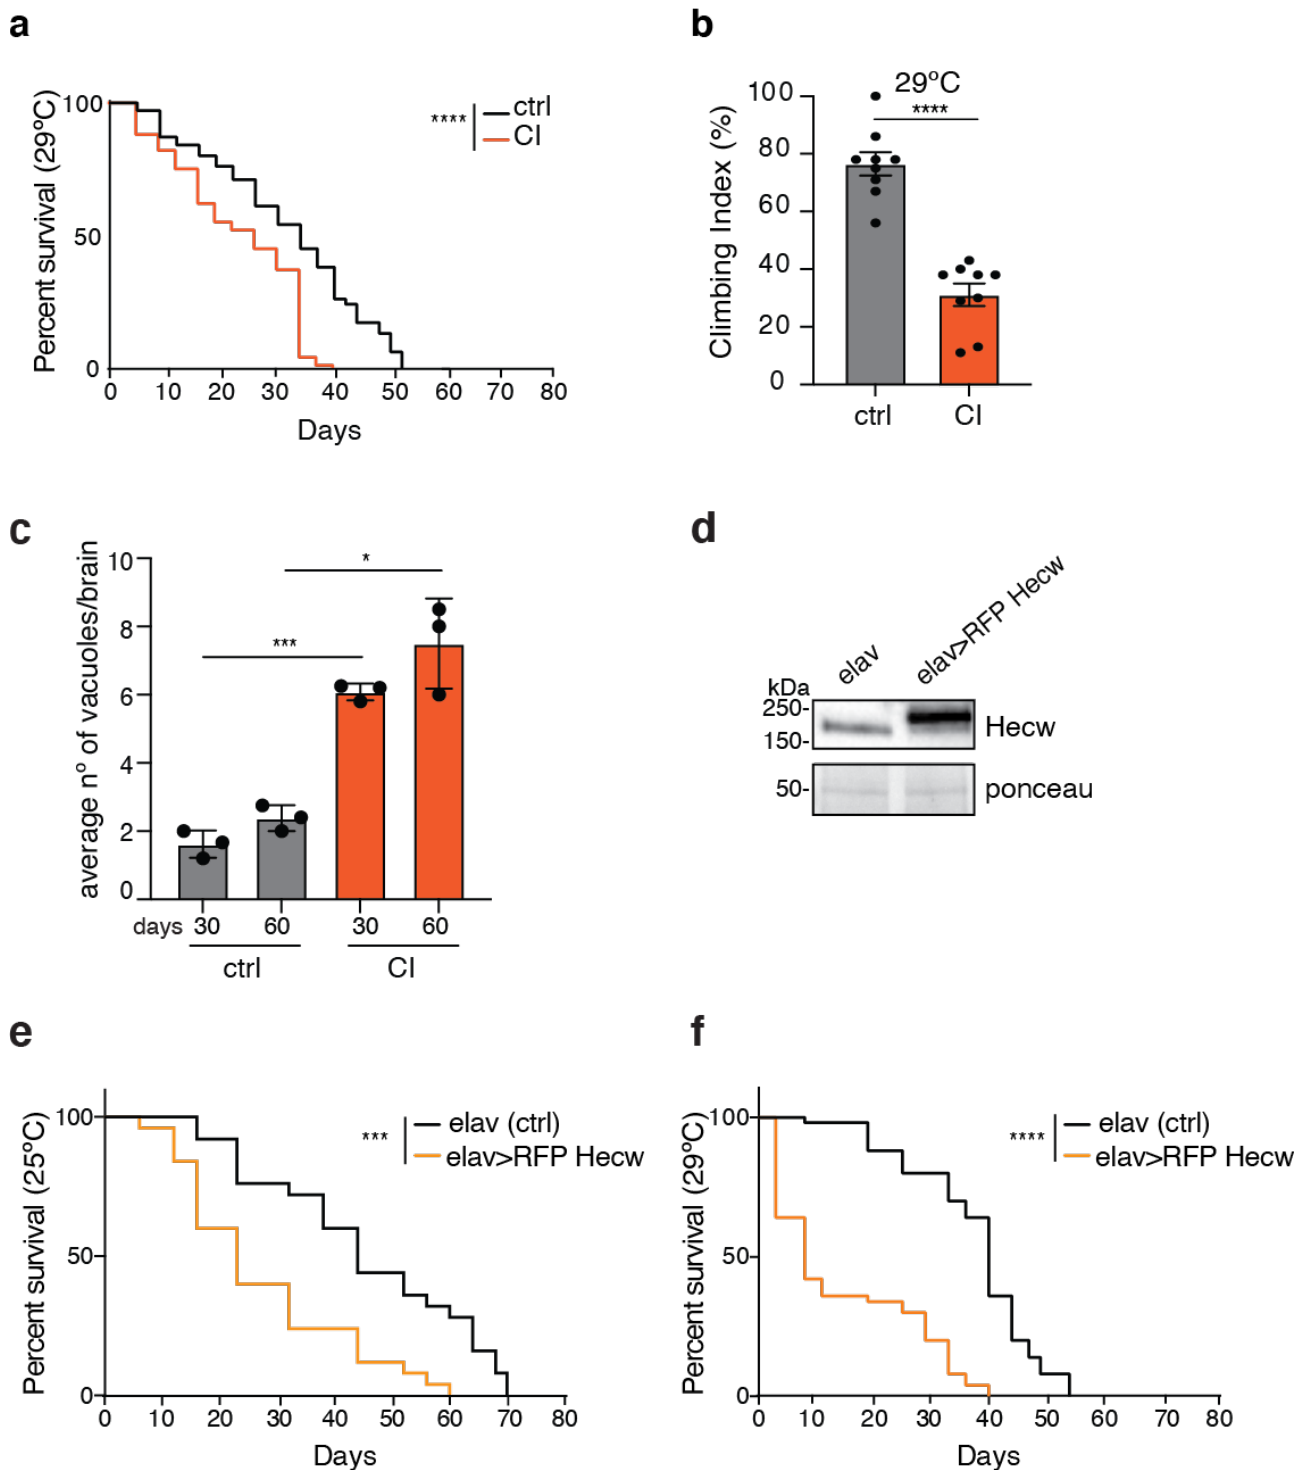 a
Percent survival (29ºC)
100
50
0
0 10 20 30 40 50 60 70 80
Days
**** ctrl
CI
b
29ºC
****
Climbing Index (%)
100
80
60
40
20
0
ctrl CI
c
average nº of vacuoles/brain
10
8
6
4
2
0
*
***
days 30 60 30 60
ctrl CI
d
elav elav>RFP Hecw
kDa
250-
150-
Hecw
50-
ponceau
e
Percent survival (25ºC)
100
50
0
0 10 20 30 40 50 60 70 80
Days
*** elav (ctrl)
elav>RFP Hecw
f
Percent survival (29ºC)
100
50
0
0 10 20 30 40 50 60 70 80
Days
**** elav (ctrl)
elav>RFP Hecw